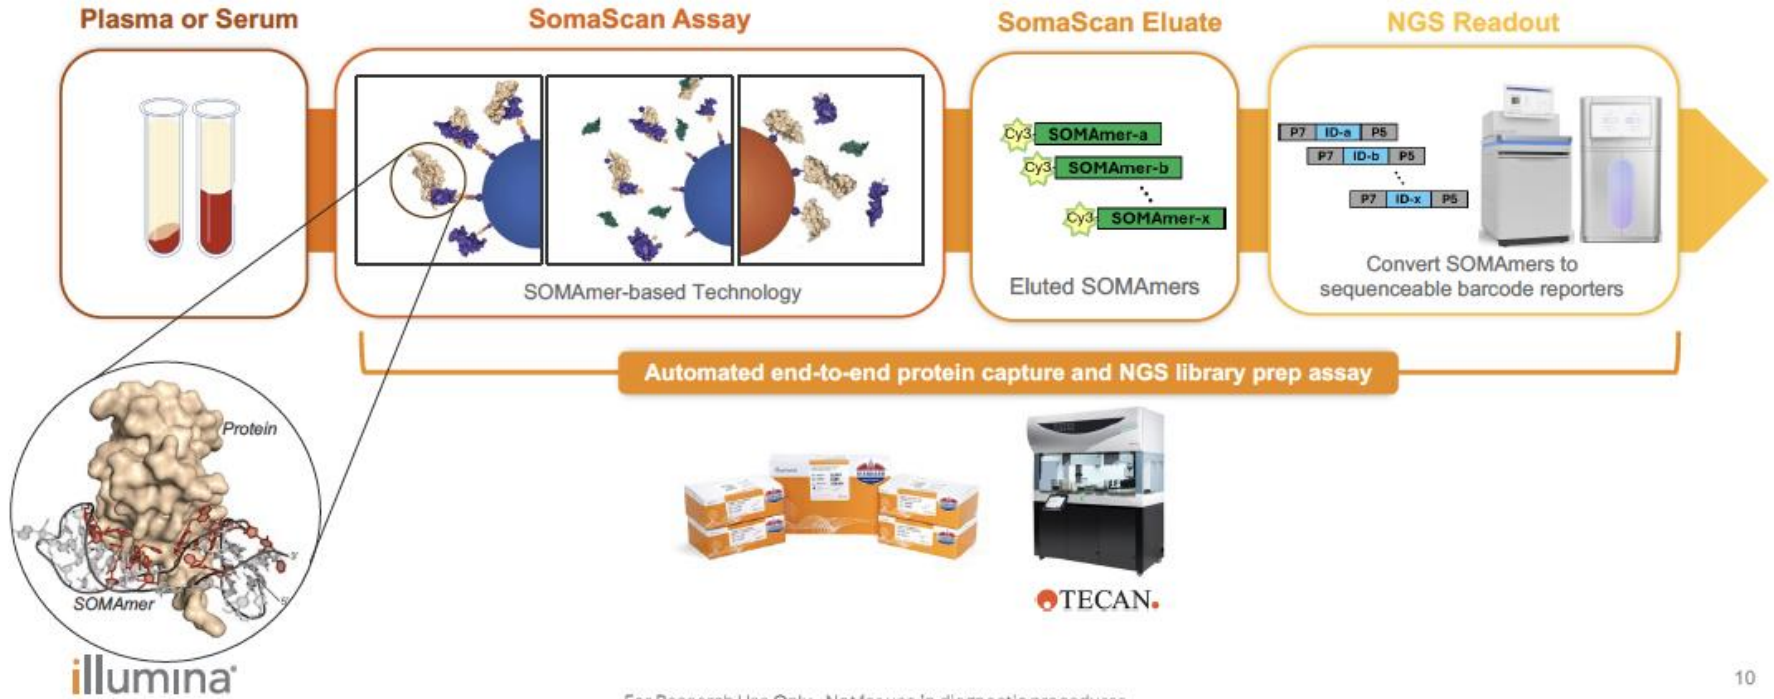 Plasma or Serum
SomaScan Assay
SomaScan Eluate
NGS Readout
Cy3 SOMAmer-a
Cy3 SOMAmer-b
Cy3 SOMAmer-x
P7 ID-a P5
P7 ID-b P5
P7 ID-x P5
SOMAmer-based Technology
Eluted SOMAmers
Convert SOMAmers to
sequenceable barcode reporters
Automated end-to-end protein capture and NGS library prep assay
Protein
SOMAmer
3'
5'
TECAN.
illumina®
10